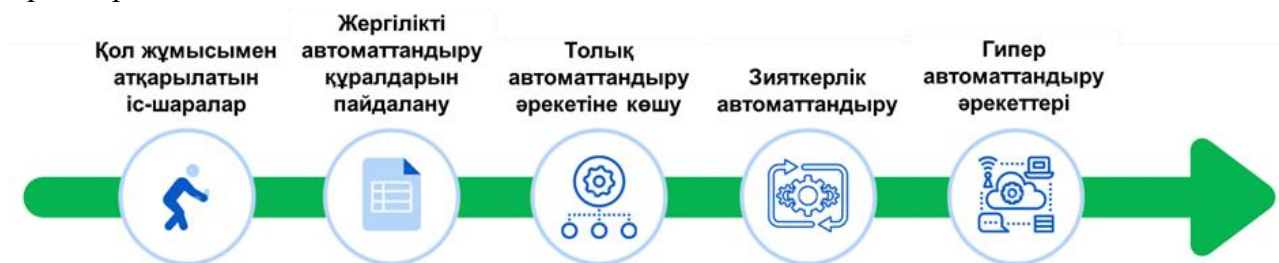 Қол жұмысымен
атқарылатын
іс-шаралар
Жергілікті
автоматтандыру
құралдарын
пайдалану
Толық
автоматтандыру
әрекетіне көшу
Зияткерлік
автоматтандыру
Гипер
автоматтандыру
әрекеттері